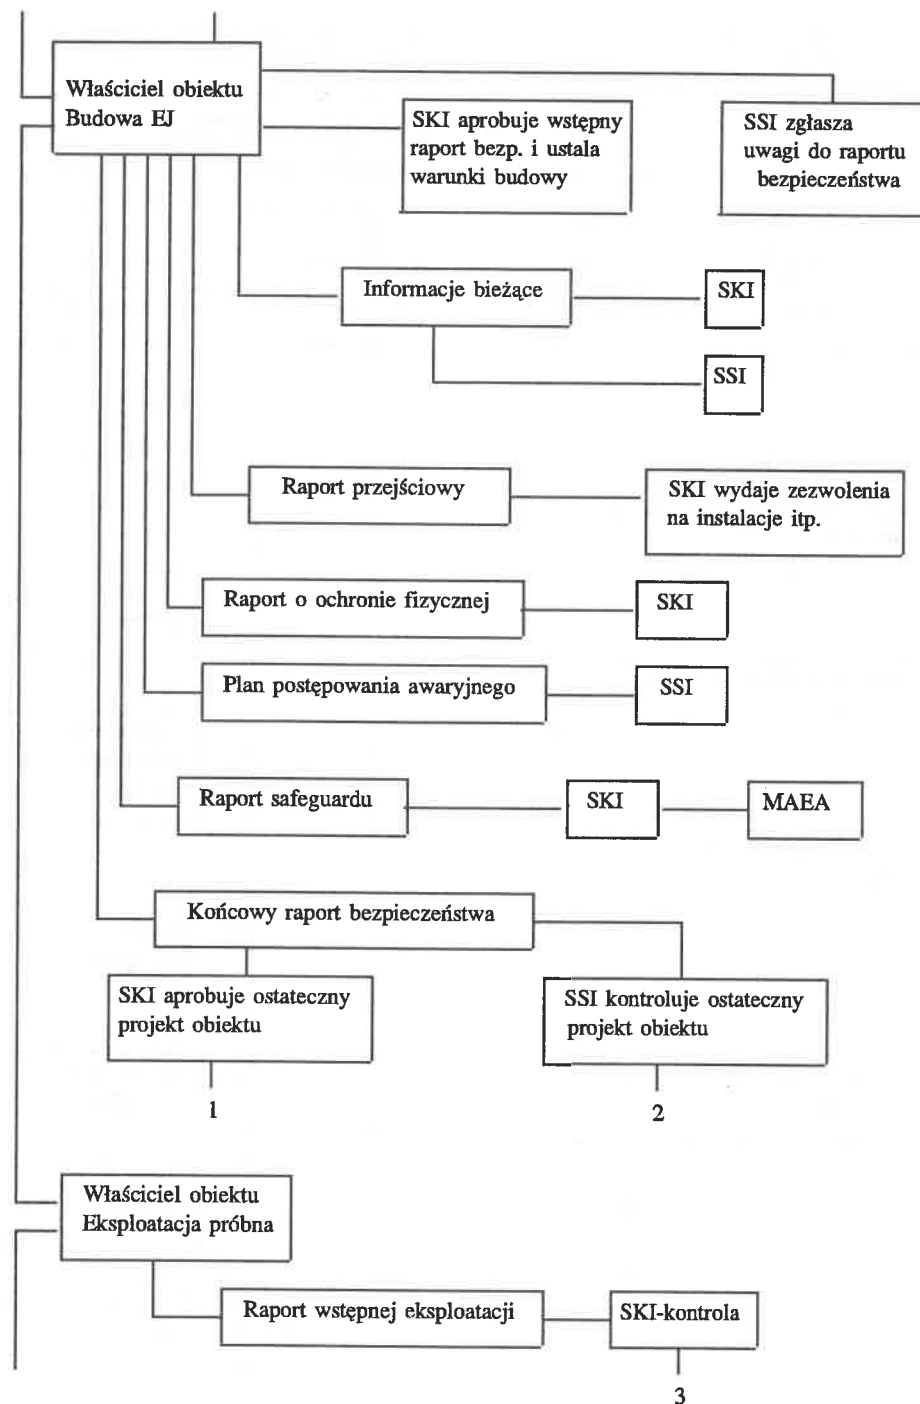 Właściciel obiektu
Budowa EJ
SKI aprobuje wstępny
raport bezp. i ustala
warunki budowy
SSI zgłasza
uwagi do raportu
bezpieczeństwa
Informacje bieżące
SKI
SSI
Raport przejściowy
SKI wydaje zezwolenia
na instalacje itp.
Raport o ochronie fizycznej
SKI
Plan postępowania awaryjnego
SSI
Raport safeguardu
SKI
MAEA
Końcowy raport bezpieczeństwa
SKI aprobuje ostateczny
projekt obiektu
SSI kontroluje ostateczny
projekt obiektu
1
2
Właściciel obiektu
Eksploatacja próbna
Raport wstępnej eksploatacji
SKI-kontrola
3